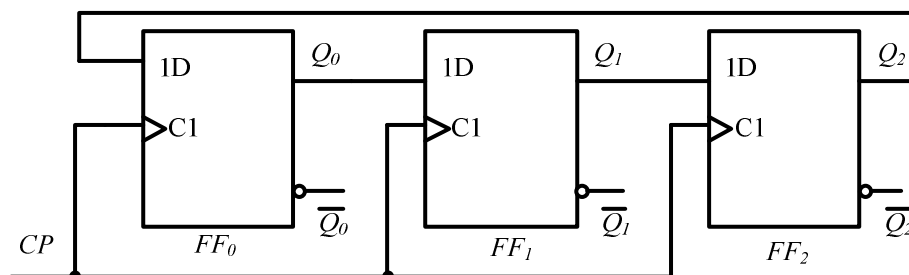 1D Q₀ 1D Q₁ 1D Q₂
C1 C1 C1
Q̅₀ Q̅₁ Q̅₂
CP FF₀ FF₁ FF₂